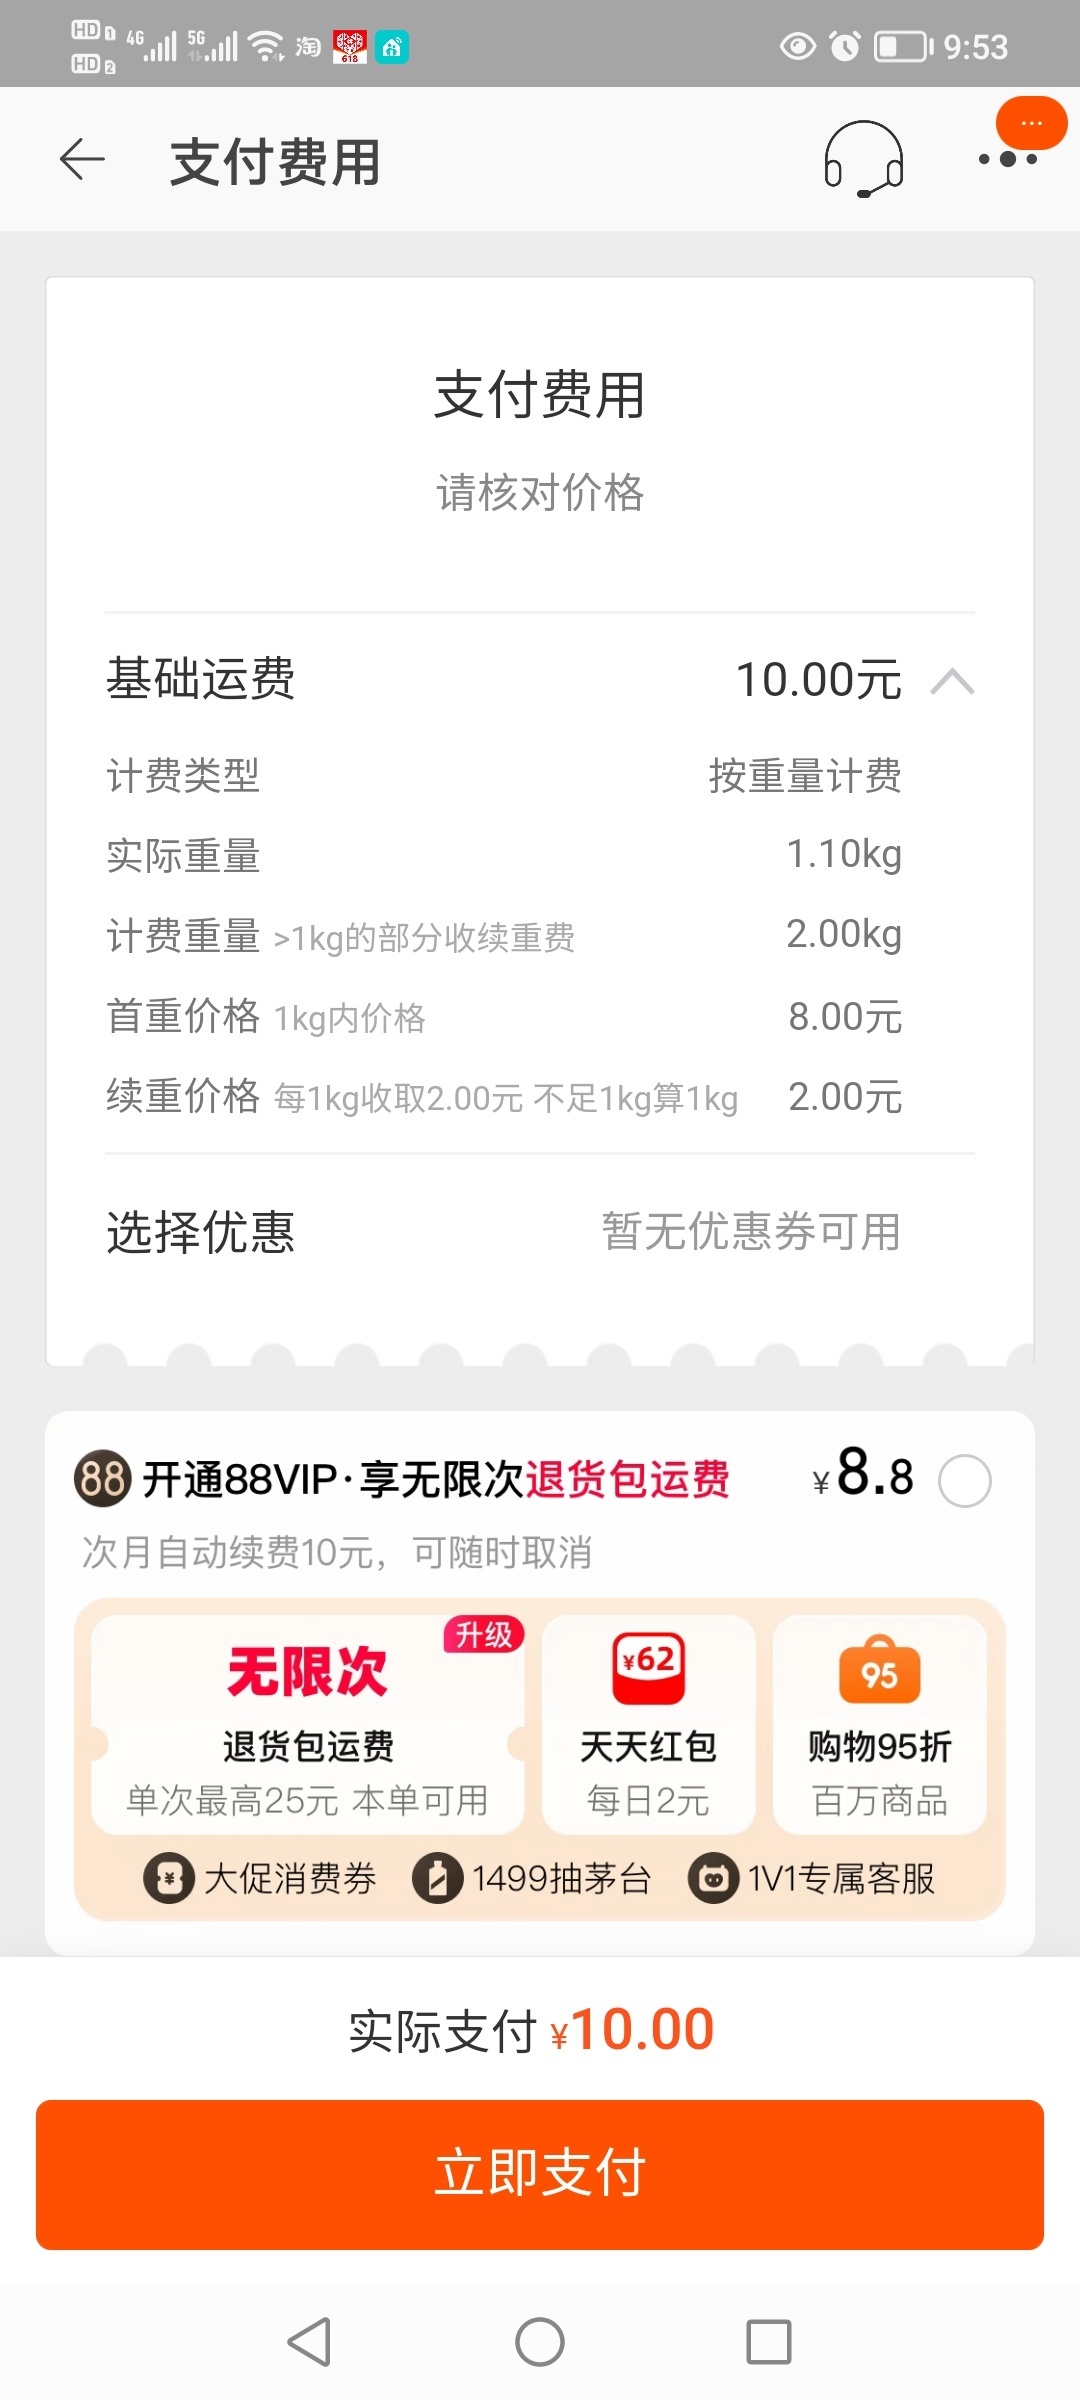 HD 1 4G 5G 淘 618 9:53
HD 2
支付费用
支付费用
请核对价格
基础运费 10.00元
计费类型 按重量计费
实际重量 1.10kg
计费重量 >1kg的部分收续重费 2.00kg
首重价格 1kg内价格 8.00元
续重价格 每1kg收取2.00元 不足1kg算1kg 2.00元
选择优惠 暂无优惠券可用
88 开通88VIP·享无限次退货包运费 ¥8.8
次月自动续费10元，可随时取消
升级
无限次 ¥62 95
退货包运费 天天红包 购物95折
单次最高25元 本单可用 每日2元 百万商品
大促消费券 1499抽茅台 1V1专属客服
实际支付 ¥10.00
立即支付